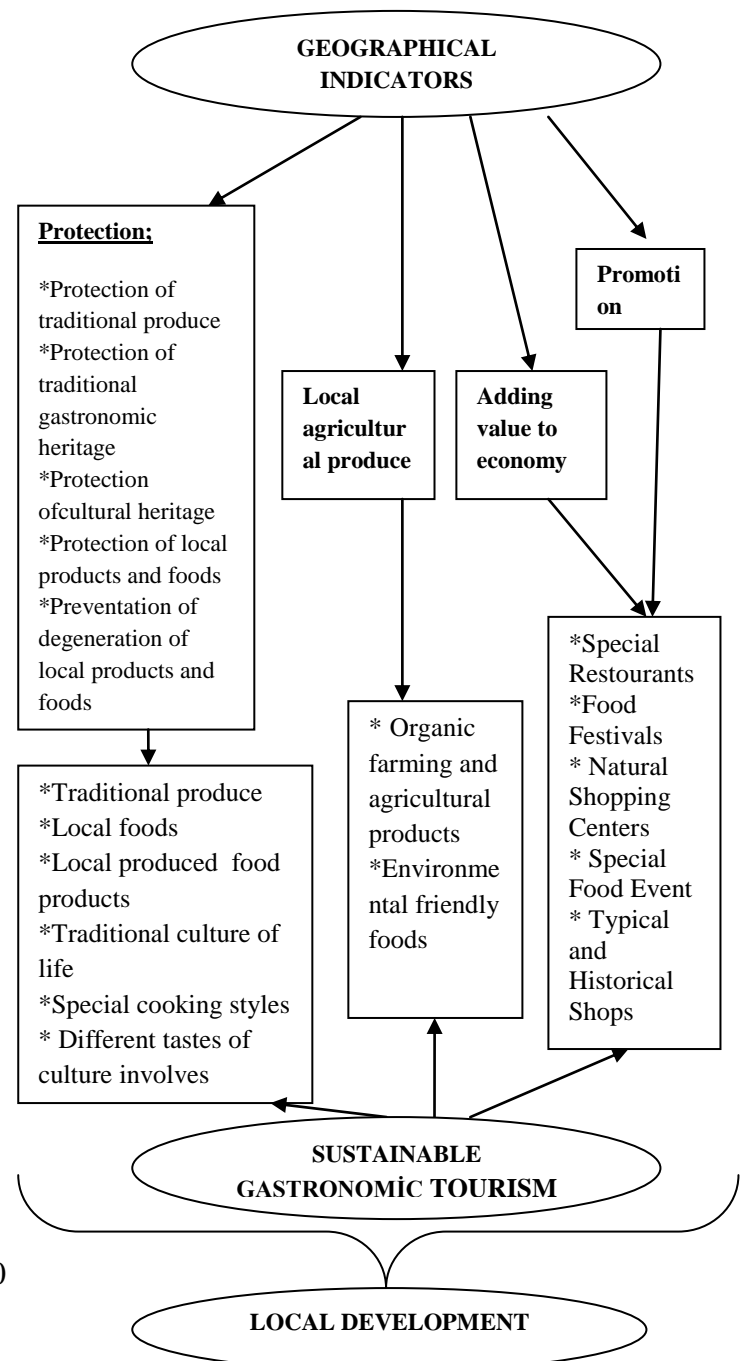 GEOGRAPHICAL
INDICATORS
Protection;
*Protection of
traditional produce
*Protection of
traditional
gastronomic
heritage
*Protection
ofcultural heritage
*Protection of local
products and foods
*Preventation of
degeneration of
local products and
foods
Local
agricultur
al produce
Adding
value to
economy
Promoti
on
*Traditional produce
*Local foods
*Local produced food
products
*Traditional culture of
life
*Special cooking styles
* Different tastes of
culture involves
* Organic
farming and
agricultural
products
*Environme
ntal friendly
foods
*Special
Restourants
*Food
Festivals
* Natural
Shopping
Centers
* Special
Food Event
* Typical
and
Historical
Shops
SUSTAINABLE
GASTRONOMİC TOURISM
)
LOCAL DEVELOPMENT